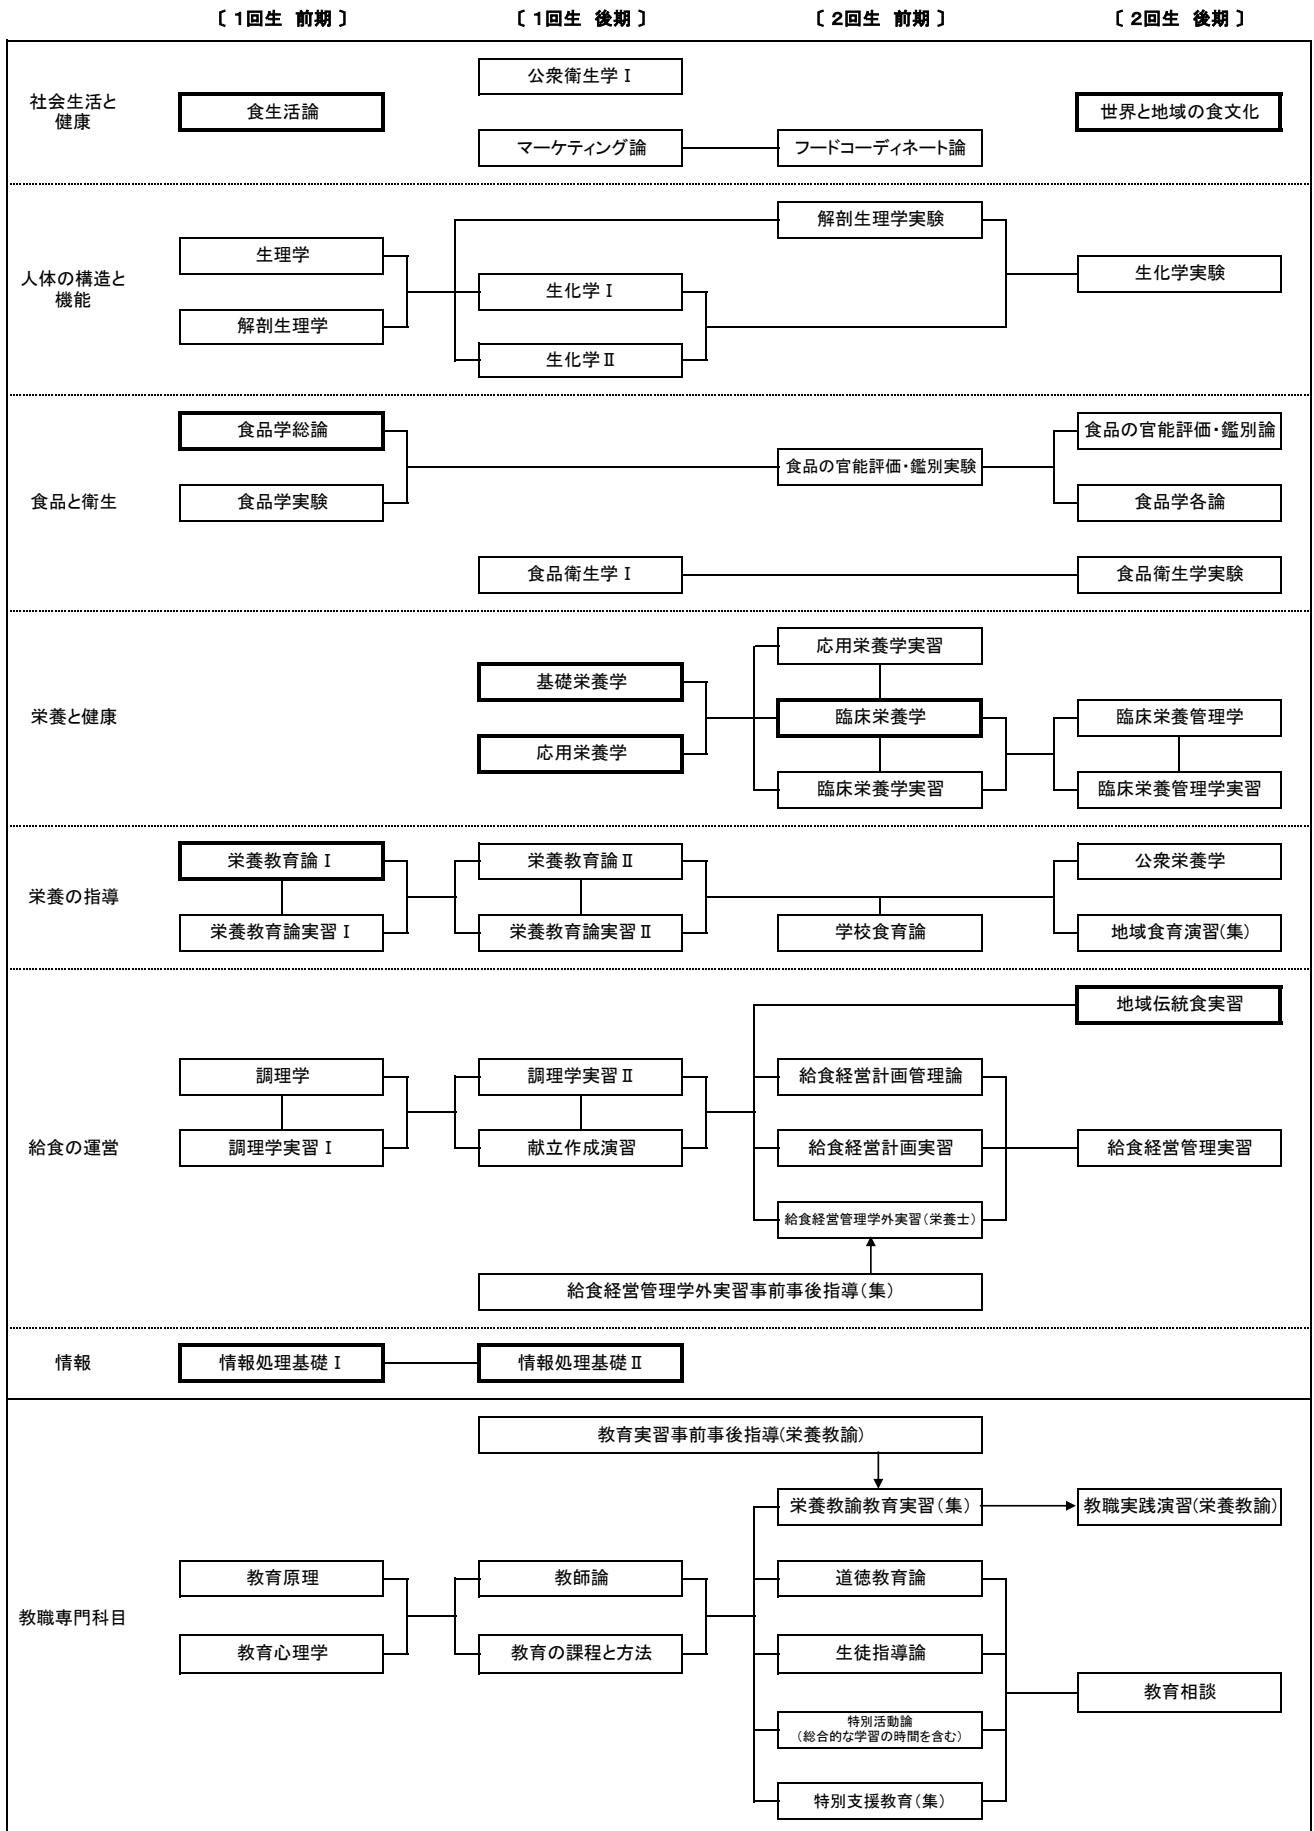 〔 1回生 前期 〕
〔 1回生 後期 〕
〔 2回生 前期 〕
〔 2回生 後期 〕
社会生活と
健康
食生活論
公衆衛生学Ⅰ
マーケティング論
フードコーディネート論
世界と地域の食文化
人体の構造と
機能
生理学
解剖生理学
生化学Ⅰ
生化学Ⅱ
解剖生理学実験
生化学実験
食品と衛生
食品学総論
食品学実験
食品衛生学Ⅰ
食品の官能評価・鑑別実験
食品の官能評価・鑑別論
食品学各論
食品衛生学実験
栄養と健康
基礎栄養学
応用栄養学
応用栄養学実習
臨床栄養学
臨床栄養学実習
臨床栄養管理学
臨床栄養管理学実習
栄養の指導
栄養教育論Ⅰ
栄養教育論実習Ⅰ
栄養教育論Ⅱ
栄養教育論実習Ⅱ
学校食育論
公衆栄養学
地域食育演習(集)
給食の運営
調理学
調理学実習Ⅰ
調理学実習Ⅱ
献立作成演習
給食経営計画管理論
給食経営計画実習
給食経営管理学外実習(栄養士)
給食経営管理学外実習事前事後指導(集)
地域伝統食実習
給食経営管理実習
情報
情報処理基礎Ⅰ
情報処理基礎Ⅱ
教職専門科目
教育原理
教育心理学
教師論
教育の課程と方法
教育実習事前事後指導(栄養教諭)
栄養教諭教育実習(集)
道徳教育論
生徒指導論
特別活動論
(総合的な学習の時間を含む)
特別支援教育(集)
教職実践演習(栄養教諭)
教育相談